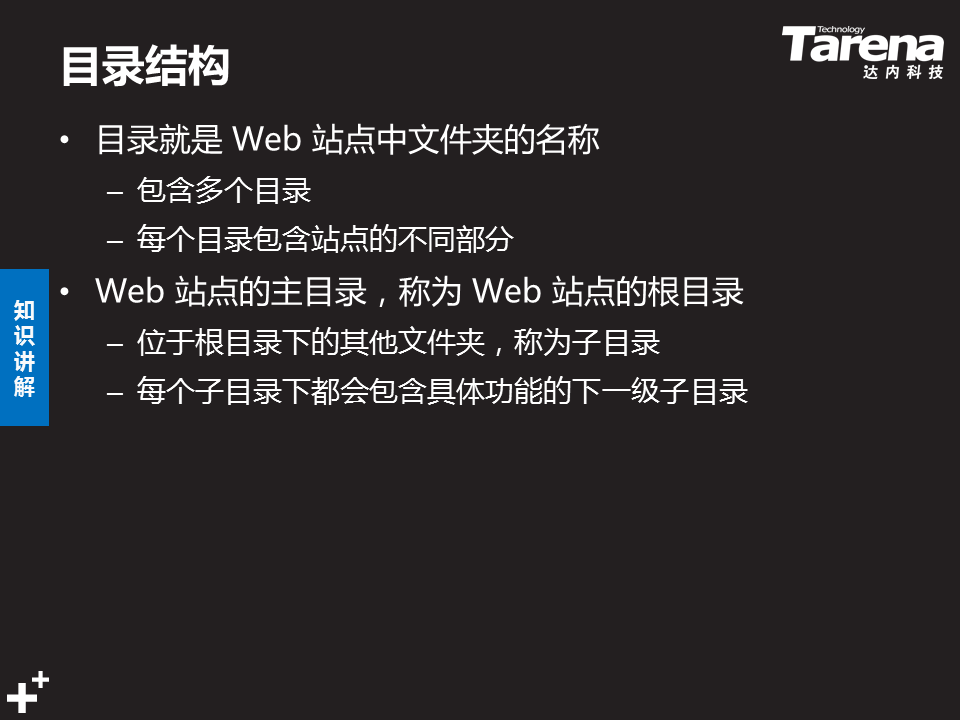 目录结构
Technology
Tarena
达内科技
• 目录就是 Web 站点中文件夹的名称
– 包含多个目录
– 每个目录包含站点的不同部分
• Web 站点的主目录，称为 Web 站点的根目录
– 位于根目录下的其他文件夹，称为子目录
– 每个子目录下都会包含具体功能的下一级子目录
知
识
讲
解